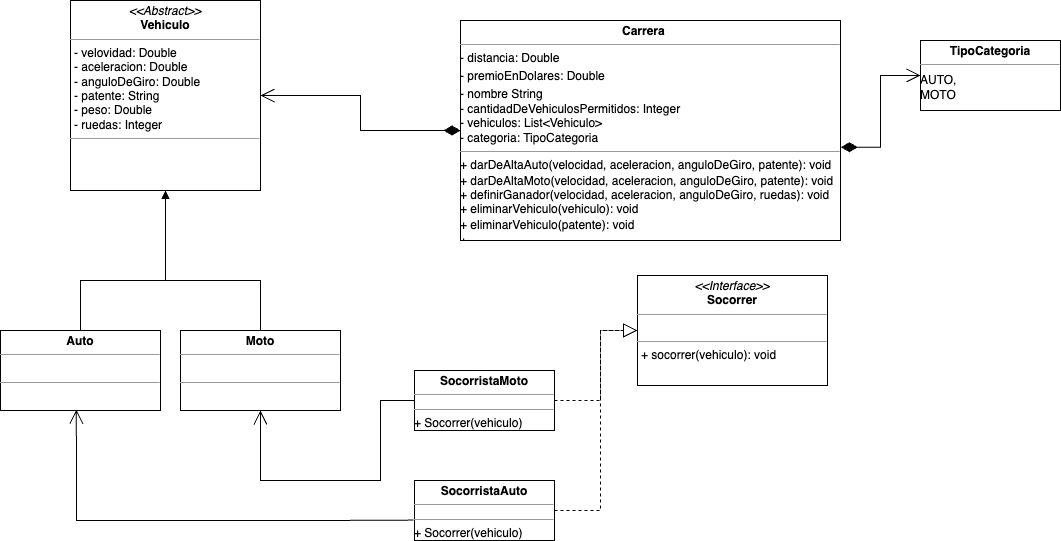 <<Abstract>>
Vehiculo
- velovidad: Double
- aceleracion: Double
- anguloDeGiro: Double
- patente: String
- peso: Double
- ruedas: Integer
Carrera
- distancia: Double
- premioEnDolares: Double
- nombre String
- cantidadDeVehiculosPermitidos: Integer
- vehiculos: List<Vehiculo>
- categoria: TipoCategoria
+ darDeAltaAuto(velocidad, aceleracion, anguloDeGiro, patente): void
+ darDeAltaMoto(velocidad, aceleracion, anguloDeGiro, patente): void
+ definirGanador(velocidad, aceleracion, anguloDeGiro, ruedas): void
+ eliminarVehiculo(vehiculo): void
+ eliminarVehiculo(patente): void
TipoCategoria
AUTO,
MOTO
<<Interface>>
Socorrer
+ socorrer(vehiculo): void
Auto
Moto
SocorristaMoto
+ Socorrer(vehiculo)
SocorristaAuto
+ Socorrer(vehiculo)